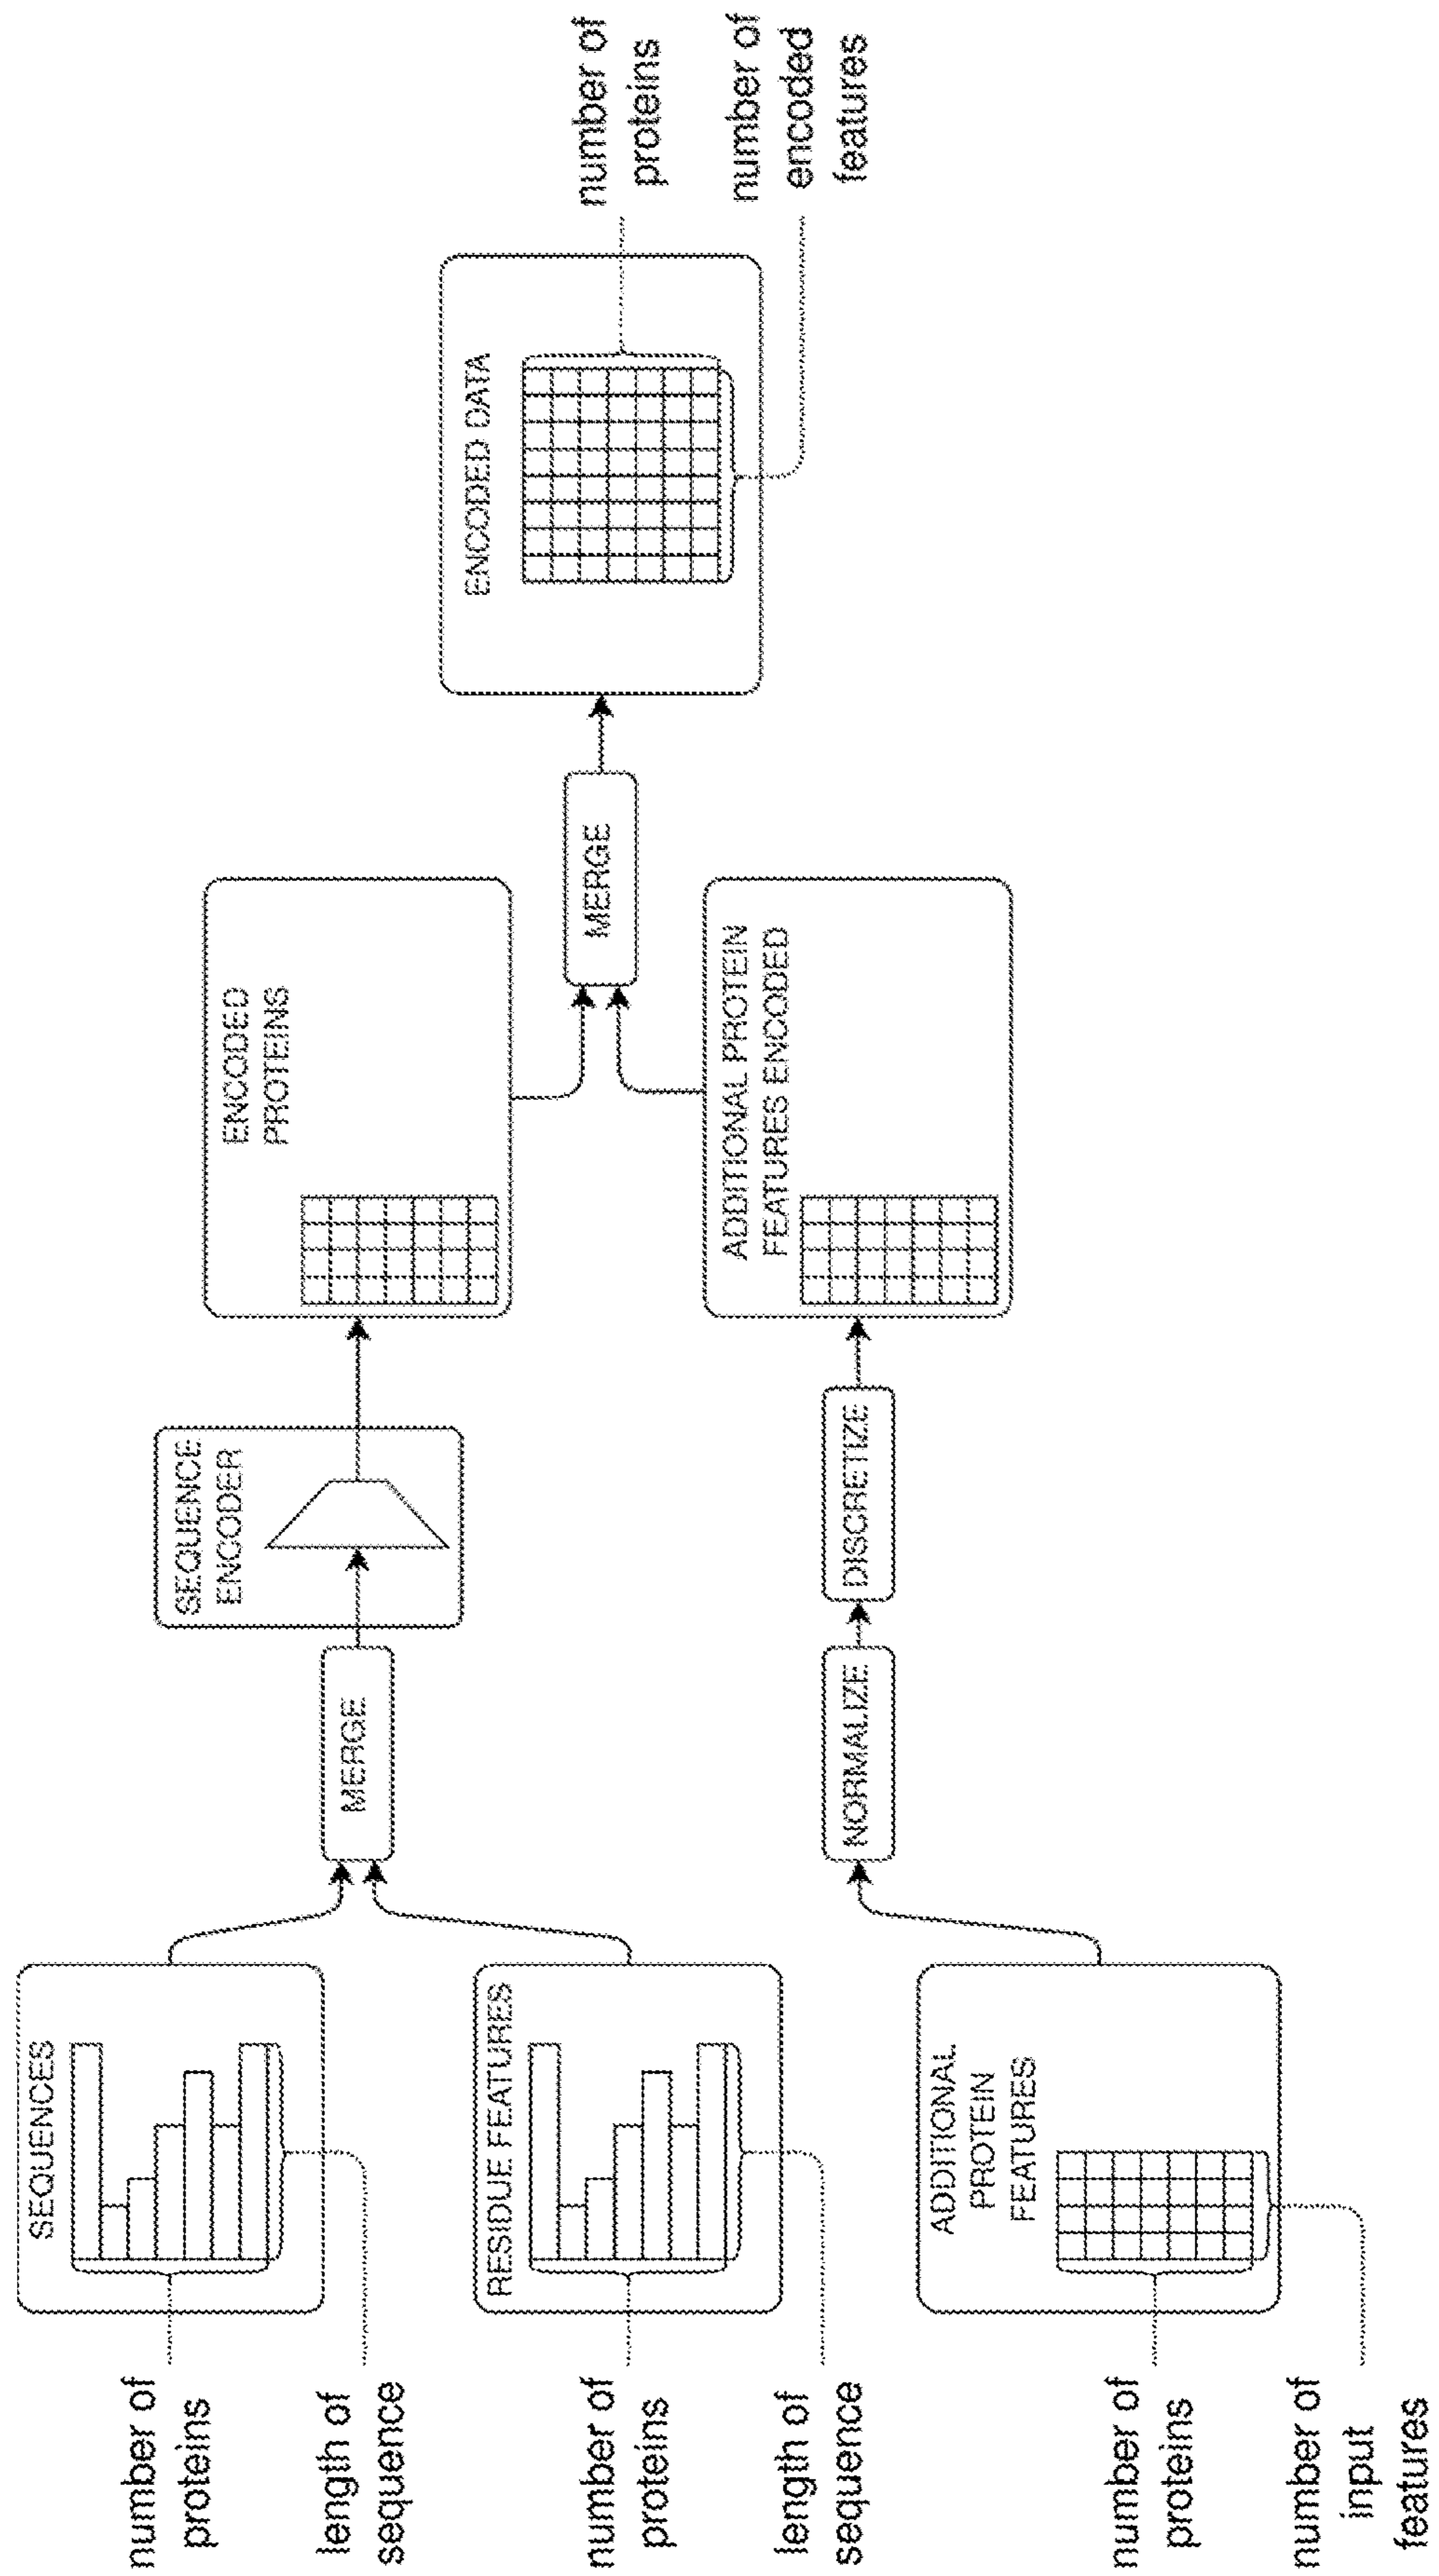 number of
proteins
length of
sequence
SEQUENCES
number of
proteins
length of
sequence
RESIDUE FEATURES
number of
proteins
number of
input
features
ADDITIONAL
PROTEIN
FEATURES
MERGE
SEQUENCE
ENCODER
NORMALIZE
DISCRETIZE
ENCODED
PROTEINS
ADDITIONAL PROTEIN
FEATURES ENCODED
MERGE
ENCODED DATA
number of
proteins
number of
encoded
features